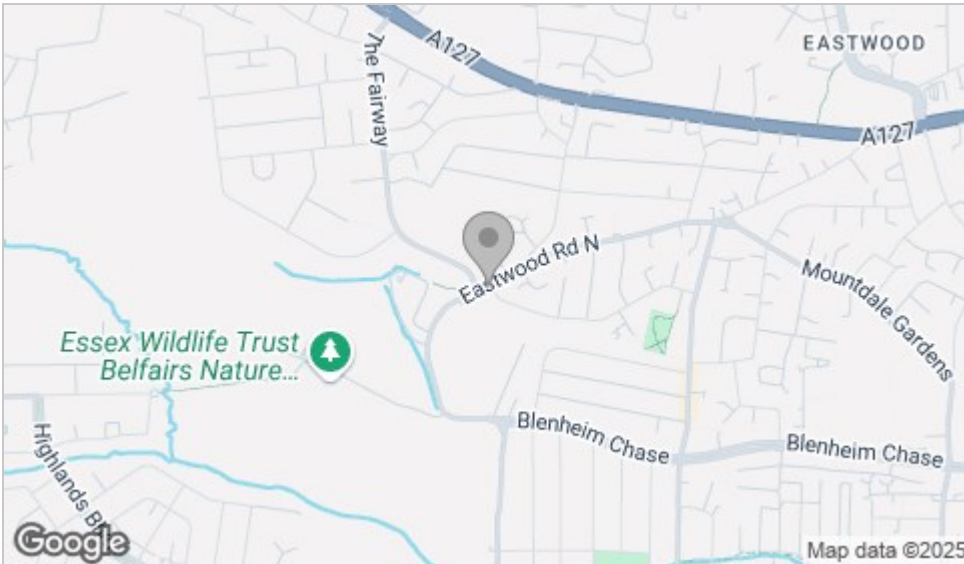 A127
EASTWOOD
The Fairway
A127
Eastwood Rd N
Mountdale Gardens
Essex Wildlife Trust
Belfairs Nature...
Blenheim Chase
Blenheim Chase
Highlands
Google
Map data ©2025